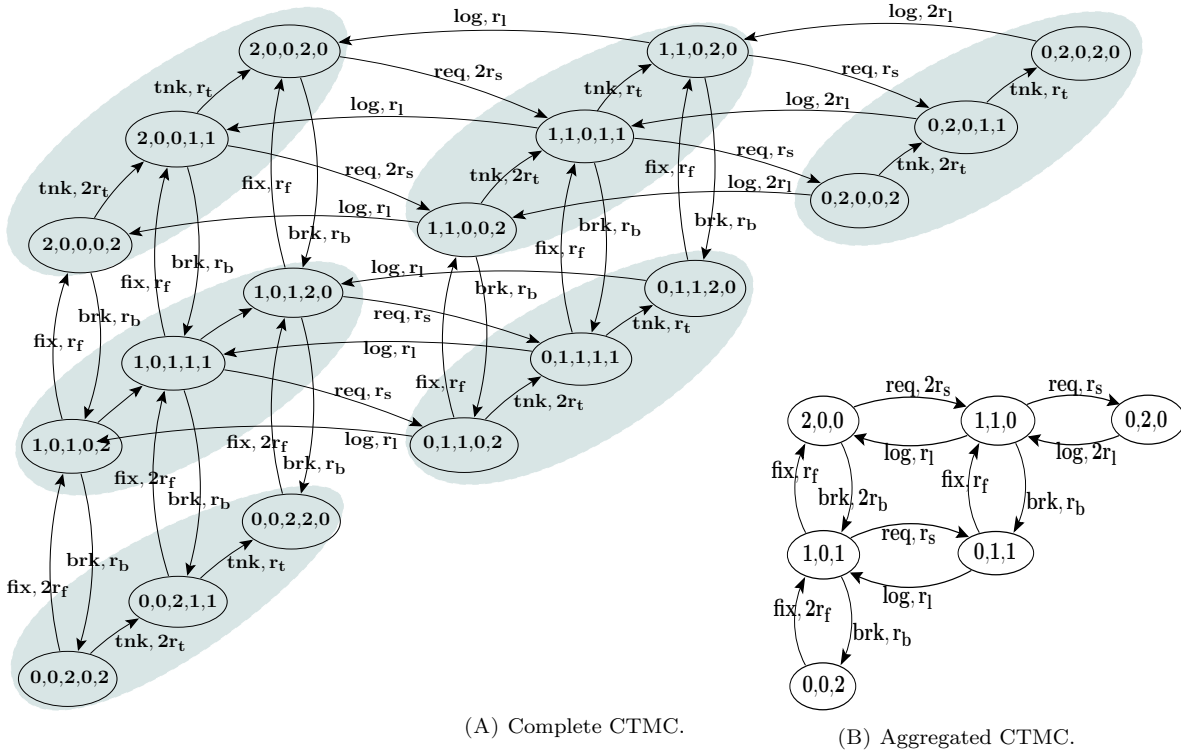 log, r_l
log, 2r_l
2,0,0,2,0
1,1,0,2,0
0,2,0,2,0
req, 2r_s
req, r_s
tnk, r_t
tnk, r_t
tnk, r_t
log, r_l
log, 2r_l
2,0,0,1,1
1,1,0,1,1
0,2,0,1,1
req, 2r_s
req, r_s
tnk, 2r_t
fix, r_f
tnk, 2r_t
fix, r_f
tnk, 2r_t
log, r_l
log, 2r_l
2,0,0,0,2
1,1,0,0,2
0,2,0,0,2
brk, r_b
brk, r_b
brk, r_b
brk, r_b
fix, r_f
fix, r_f
log, r_l
brk, r_b
1,0,1,2,0
0,1,1,2,0
req, r_s
brk, r_b
tnk, r_t
fix, r_f
log, r_l
1,0,1,1,1
0,1,1,1,1
req, r_s
fix, r_f
tnk, 2r_t
1,0,1,0,2
log, r_l
0,1,1,0,2
fix, 2r_f
brk, r_b
fix, 2r_f
brk, r_b
0,0,2,2,0
brk, r_b
tnk, r_t
fix, 2r_f
0,0,2,1,1
tnk, 2r_t
0,0,2,0,2
(A) Complete CTMC.
req, 2r_s
req, r_s
2,0,0
1,1,0
0,2,0
log, r_l
log, 2r_l
fix, r_f
fix, r_f
brk, 2r_b
brk, r_b
req, r_s
1,0,1
0,1,1
log, r_l
fix, 2r_f
brk, r_b
0,0,2
(B) Aggregated CTMC.